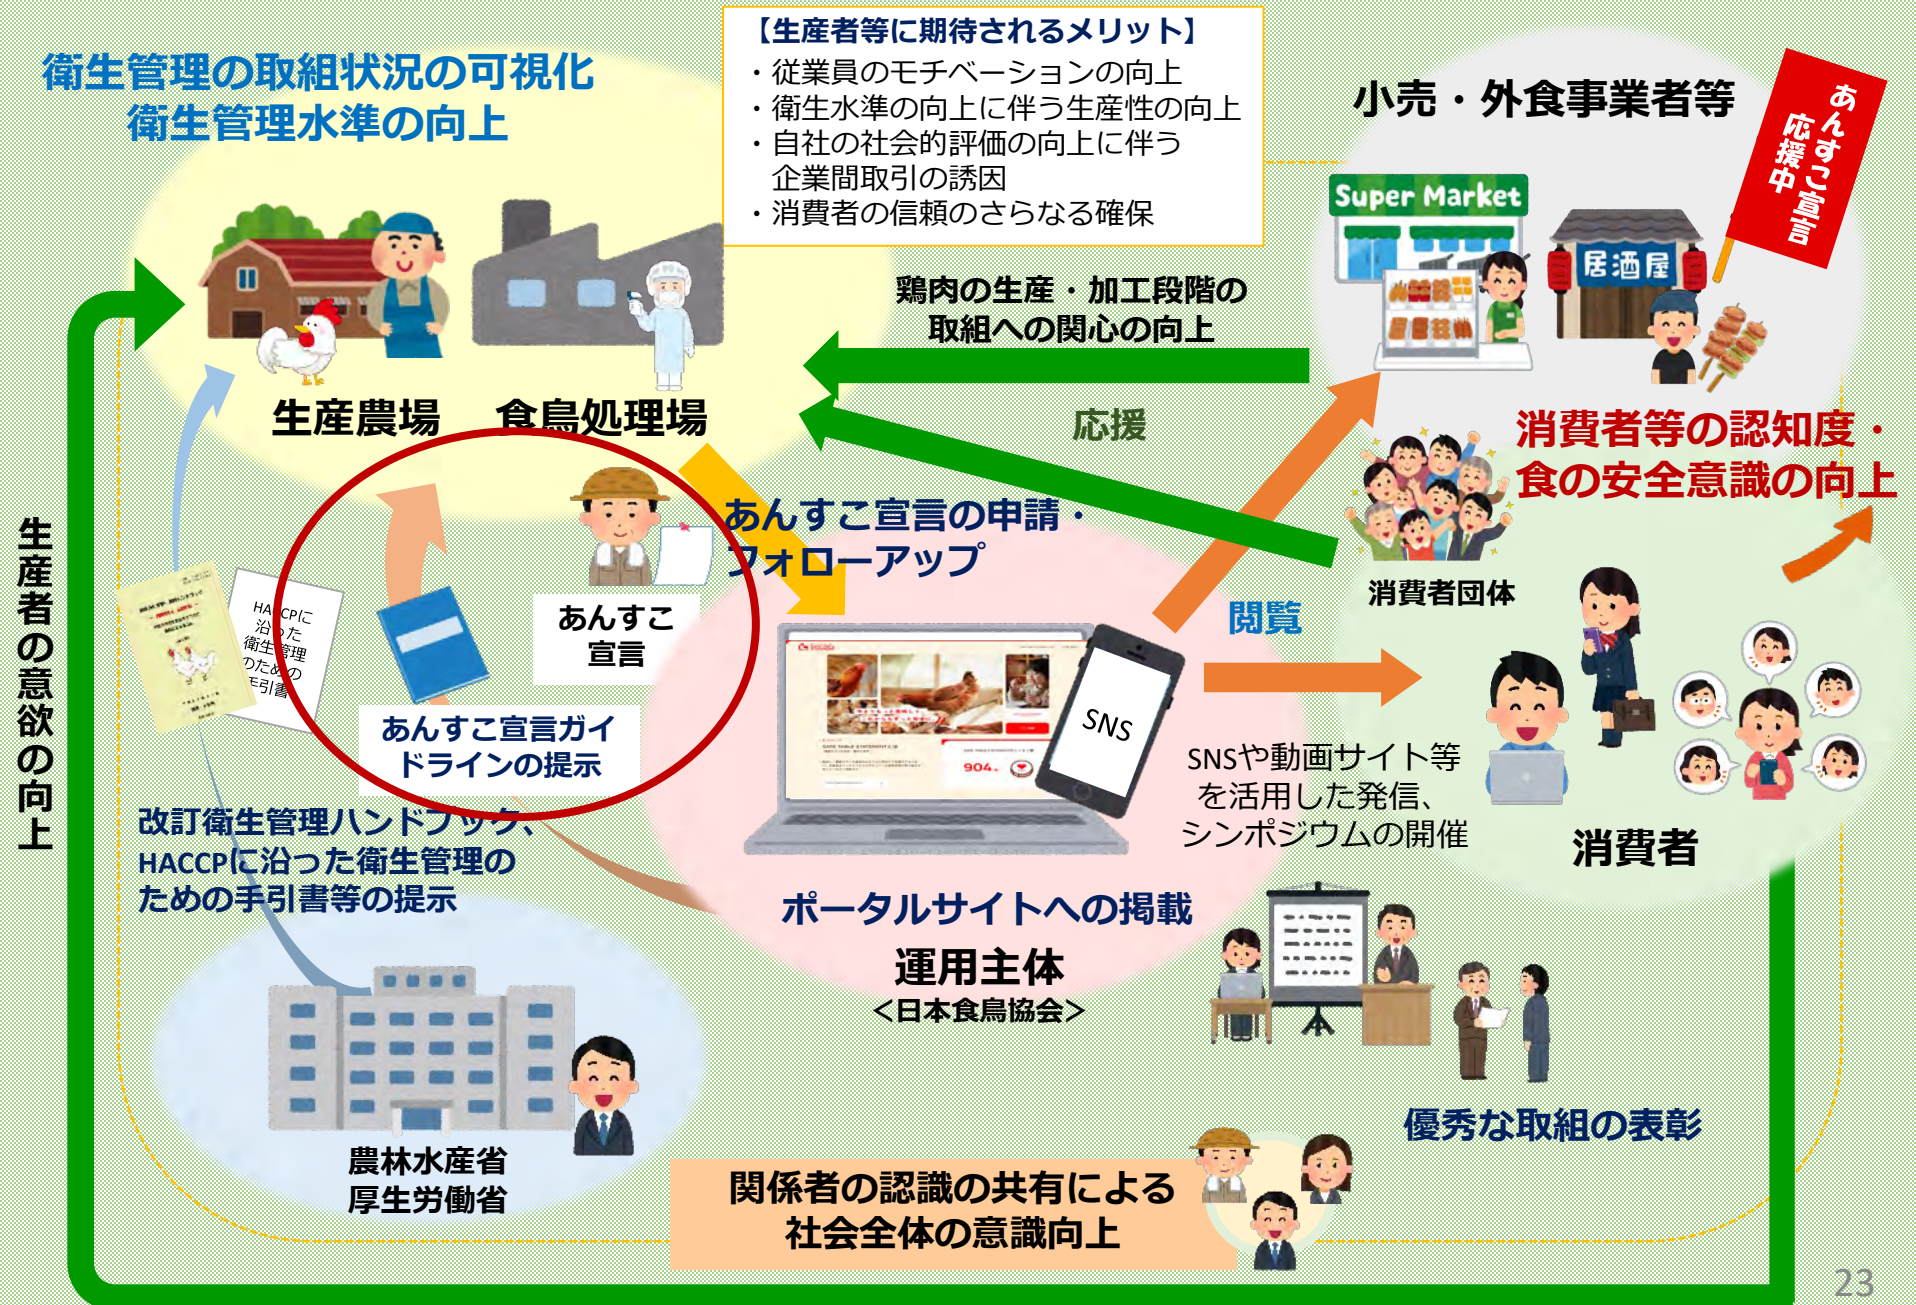 衛生管理の取組状況の可視化
衛生管理水準の向上
【生産者等に期待されるメリット】
・従業員のモチベーションの向上
・衛生水準の向上に伴う生産性の向上
・自社の社会的評価の向上に伴う
企業間取引の誘因
・消費者の信頼のさらなる確保
小売・外食事業者等
あんすこ宣言
応援中
Super Market
居酒屋
鶏肉の生産・加工段階の
取組への関心の向上
生産農場
食鳥処理場
応援
消費者等の認知度・
食の安全意識の向上
あんすこ宣言の申請・
フォローアップ
消費者団体
生産者の意欲の向上
HACCPに
沿った
衛生管理
のための
手引書
あんすこ
宣言
閲覧
あんすこ宣言ガイ
ドラインの提示
SNS
904
SNSや動画サイト等
を活用した発信、
シンポジウムの開催
消費者
改訂衛生管理ハンドブック、
HACCPに沿った衛生管理の
ための手引書等の提示
ポータルサイトへの掲載
運用主体
<日本食鳥協会>
優秀な取組の表彰
農林水産省
厚生労働省
関係者の認識の共有による
社会全体の意識向上
23